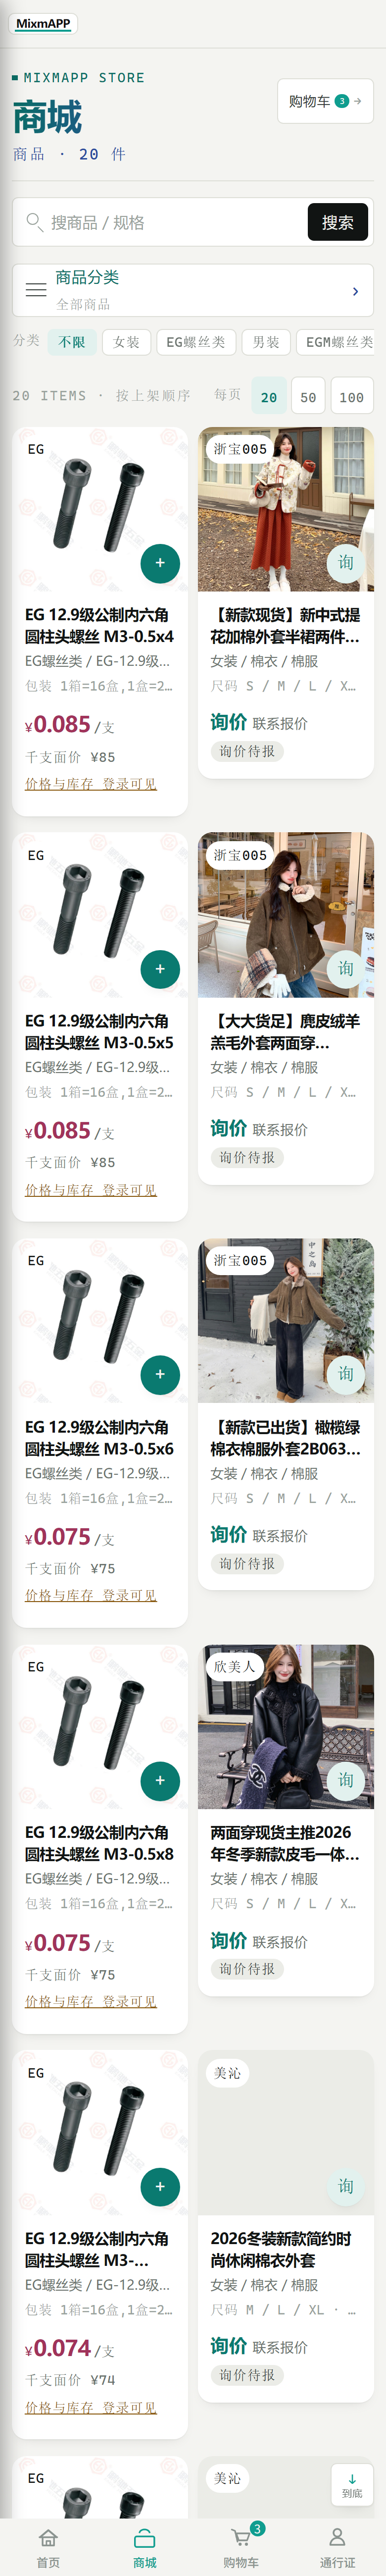 MixmAPP
MIXMAPP STORE
商城
商品 · 20 件
购物车 3 →
搜商品 / 规格
搜索
商品分类
全部商品
分类 不限 女装 EG螺丝类 男装 EGM螺丝类
20 ITEMS · 按上架顺序 每页 20 50 100
EG
+
EG 12.9级公制内六角
圆柱头螺丝 M3-0.5x4
EG螺丝类 / EG-12.9级...
包装 1箱=16盒,1盒=2...
¥0.085/支
千支面价 ¥85
价格与库存 登录可见
浙宝005
询
【新款现货】新中式提
花加棉外套半裙两件...
女装 / 棉衣 / 棉服
尺码 S / M / L / X...
询价 联系报价
询价待报
EG
+
EG 12.9级公制内六角
圆柱头螺丝 M3-0.5x5
EG螺丝类 / EG-12.9级...
包装 1箱=16盒,1盒=2...
¥0.085/支
千支面价 ¥85
价格与库存 登录可见
浙宝005
询
【大大货足】麂皮绒羊
羔毛外套两面穿...
女装 / 棉衣 / 棉服
尺码 S / M / L / X...
询价 联系报价
询价待报
EG
+
EG 12.9级公制内六角
圆柱头螺丝 M3-0.5x6
EG螺丝类 / EG-12.9级...
包装 1箱=16盒,1盒=2...
¥0.075/支
千支面价 ¥75
价格与库存 登录可见
浙宝005
询
【新款已出货】橄榄绿
棉衣棉服外套2B063...
女装 / 棉衣 / 棉服
尺码 S / M / L / X...
询价 联系报价
询价待报
EG
+
EG 12.9级公制内六角
圆柱头螺丝 M3-0.5x8
EG螺丝类 / EG-12.9级...
包装 1箱=16盒,1盒=2...
¥0.075/支
千支面价 ¥75
价格与库存 登录可见
欣美人
询
两面穿现货主推2026
年冬季新款皮毛一体...
女装 / 棉衣 / 棉服
尺码 S / M / L / X...
询价 联系报价
询价待报
EG
+
EG 12.9级公制内六角
圆柱头螺丝 M3-...
EG螺丝类 / EG-12.9级...
包装 1箱=16盒,1盒=2...
¥0.074/支
千支面价 ¥74
价格与库存 登录可见
美沁
询
2026冬装新款简约时
尚休闲棉衣外套
女装 / 棉衣 / 棉服
尺码 M / L / XL · ...
询价 联系报价
询价待报
EG
美沁
↓
到底
首页
商城
购物车 3
通行证